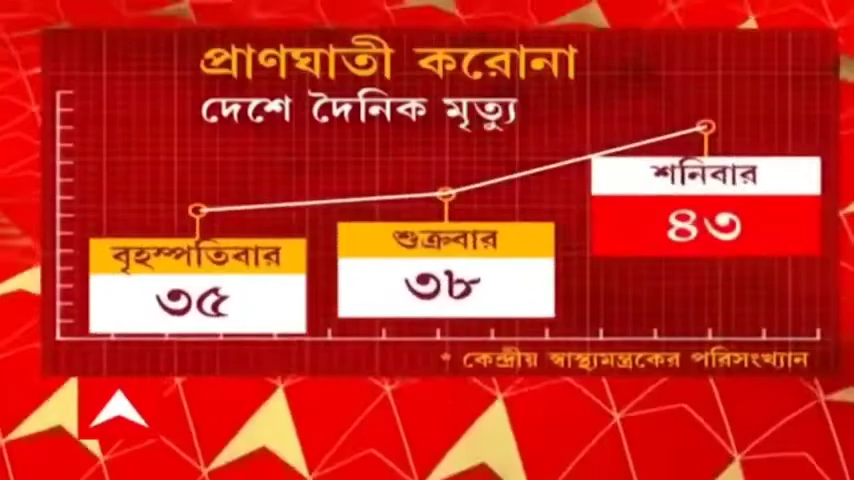 প্রাণঘাতী করোনা
দেশে দৈনিক মৃত্যু
বৃহস্পতিবার
৩৫
শুক্রবার
৩৮
শনিবার
৪৩
* কেন্দ্রীয় স্বাস্থ্যমন্ত্রকের পরিসংখ্যান